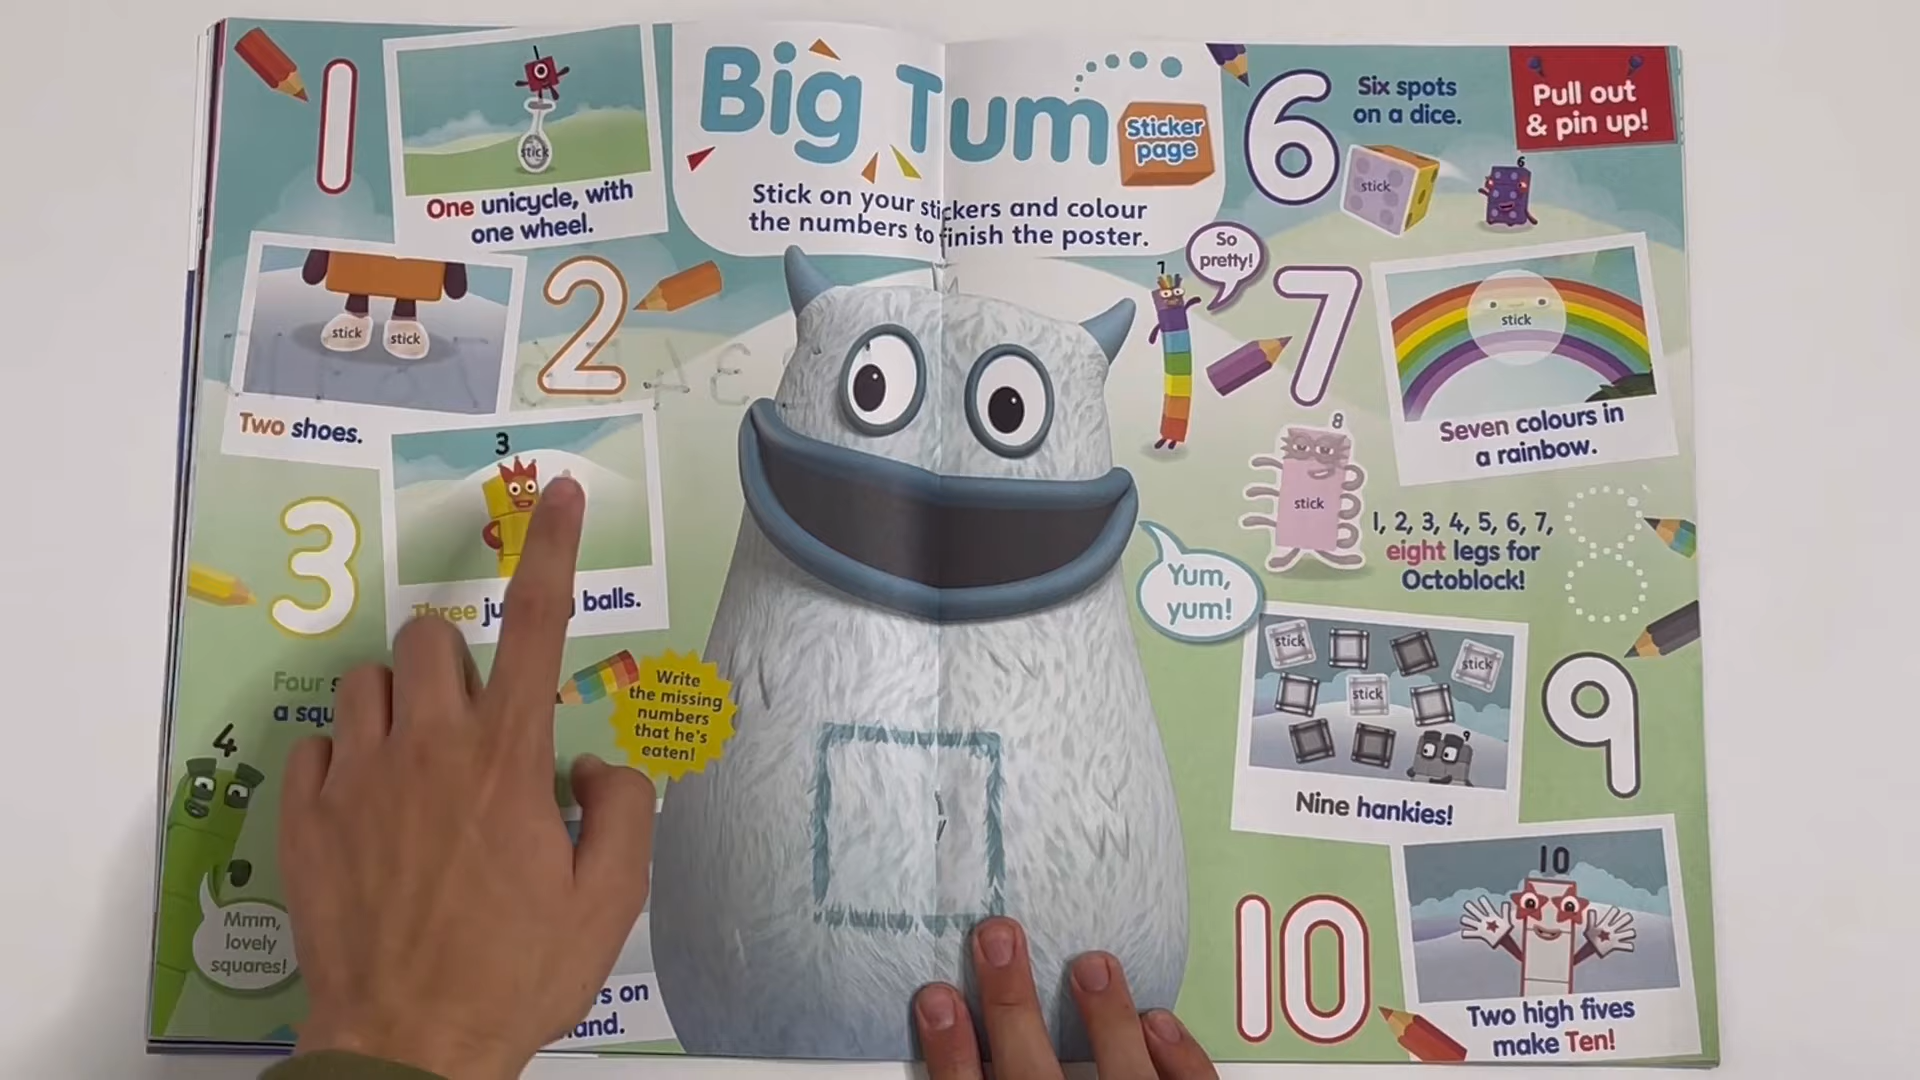 Big Tum
Sticker
page
Stick on your stickers and colour
the numbers to finish the poster.
1
1
stick
One unicycle, with
one wheel.
stick
stick
2
Two shoes.
3
3
Three balls.
Four
4
Mmm,
lovely
squares!
Write
the missing
numbers
that he's
eaten!
on
6
Six spots
on a dice.
stick
6
Pull out
& pin up!
7
So
pretty!
7
stick
Seven colours in
a rainbow.
8
stick
1, 2, 3, 4, 5, 6, 7,
eight legs for
Octoblock!
8
Yum,
yum!
stick
stick
stick
9
9
Nine hankies!
10
10
Two high fives
make Ten!